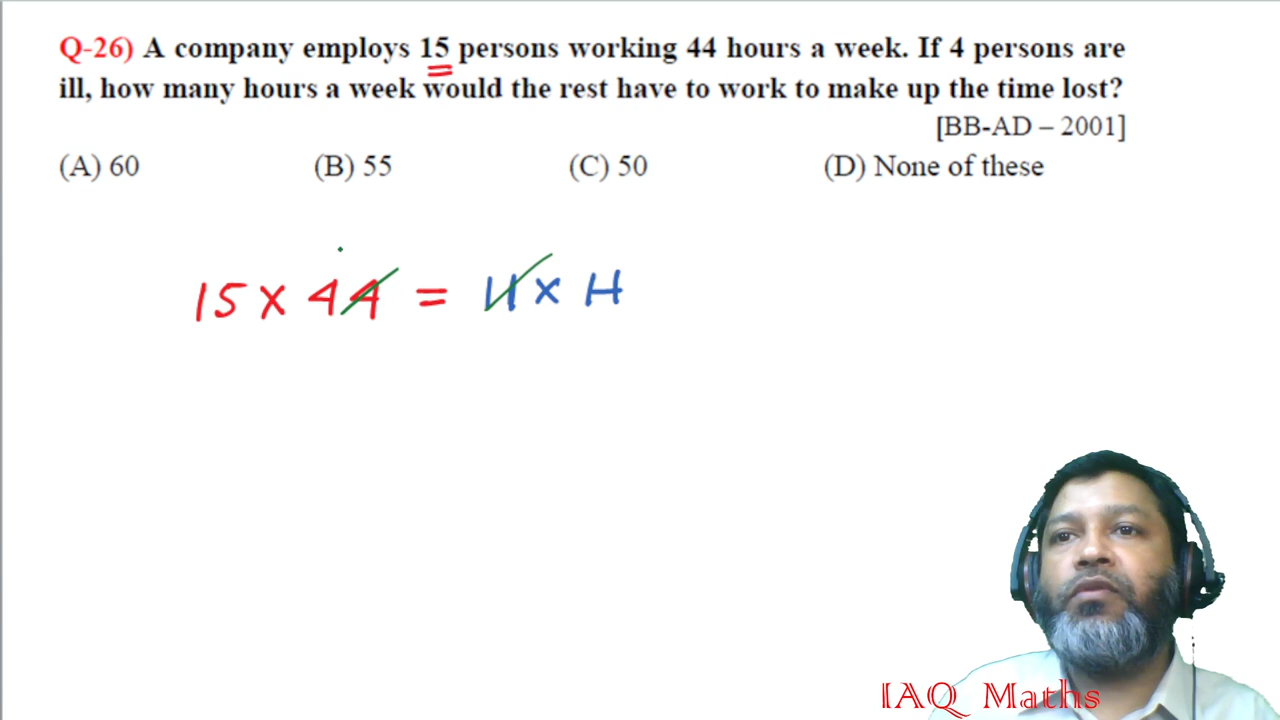 Q-26) A company employs 15 persons working 44 hours a week. If 4 persons are
ill, how many hours a week would the rest have to work to make up the time lost?
[BB-AD – 2001]
(A) 60 (B) 55 (C) 50 (D) None of these
15 x 44 = 11 x H
IAQ Maths